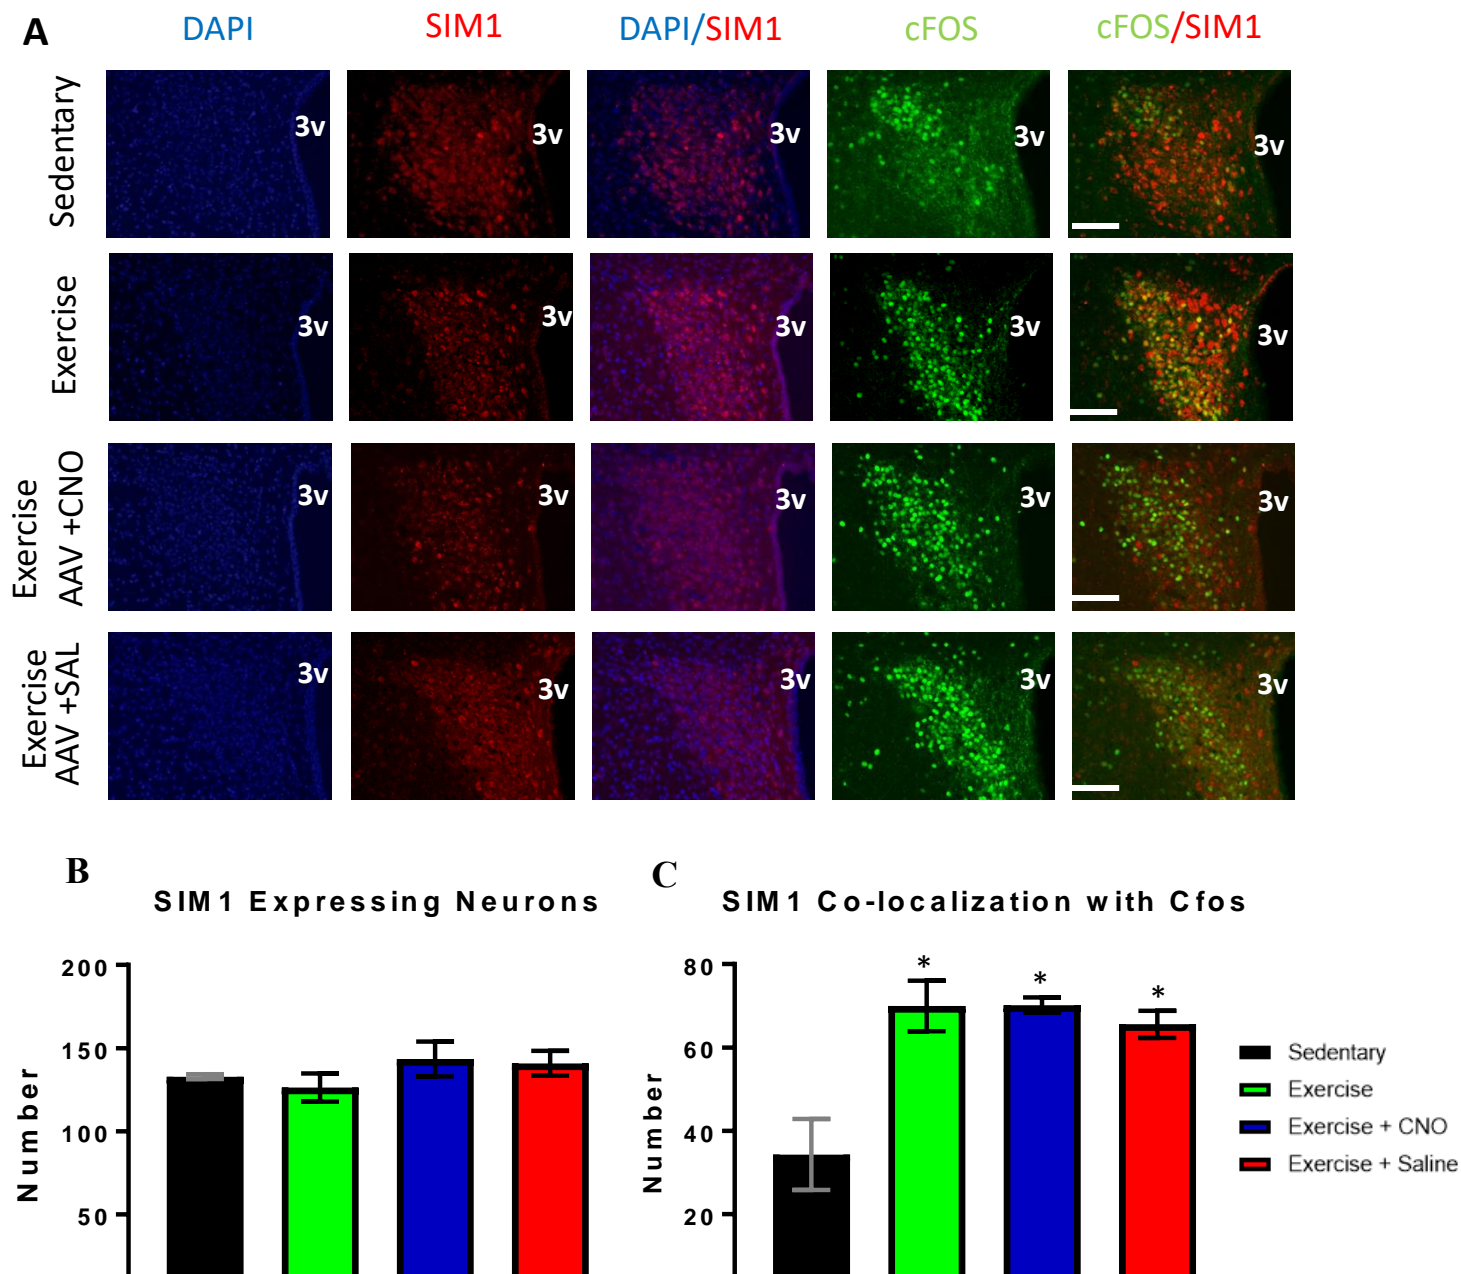 A
DAPI SIM1 DAPI/SIM1 cFOS cFOS/SIM1
Sedentary
3v 3v 3v 3v 3v
Exercise
3v 3v 3v 3v 3v
Exercise
AAV +CNO
3v 3v 3v 3v 3v
Exercise
AAV +SAL
3v 3v 3v 3v 3v
B
SIM1 Expressing Neurons
Number
200
150
100
50
C
SIM1 Co-localization with Cfos
Number
80
60
40
20
* * *
Sedentary
Exercise
Exercise + CNO
Exercise + Saline